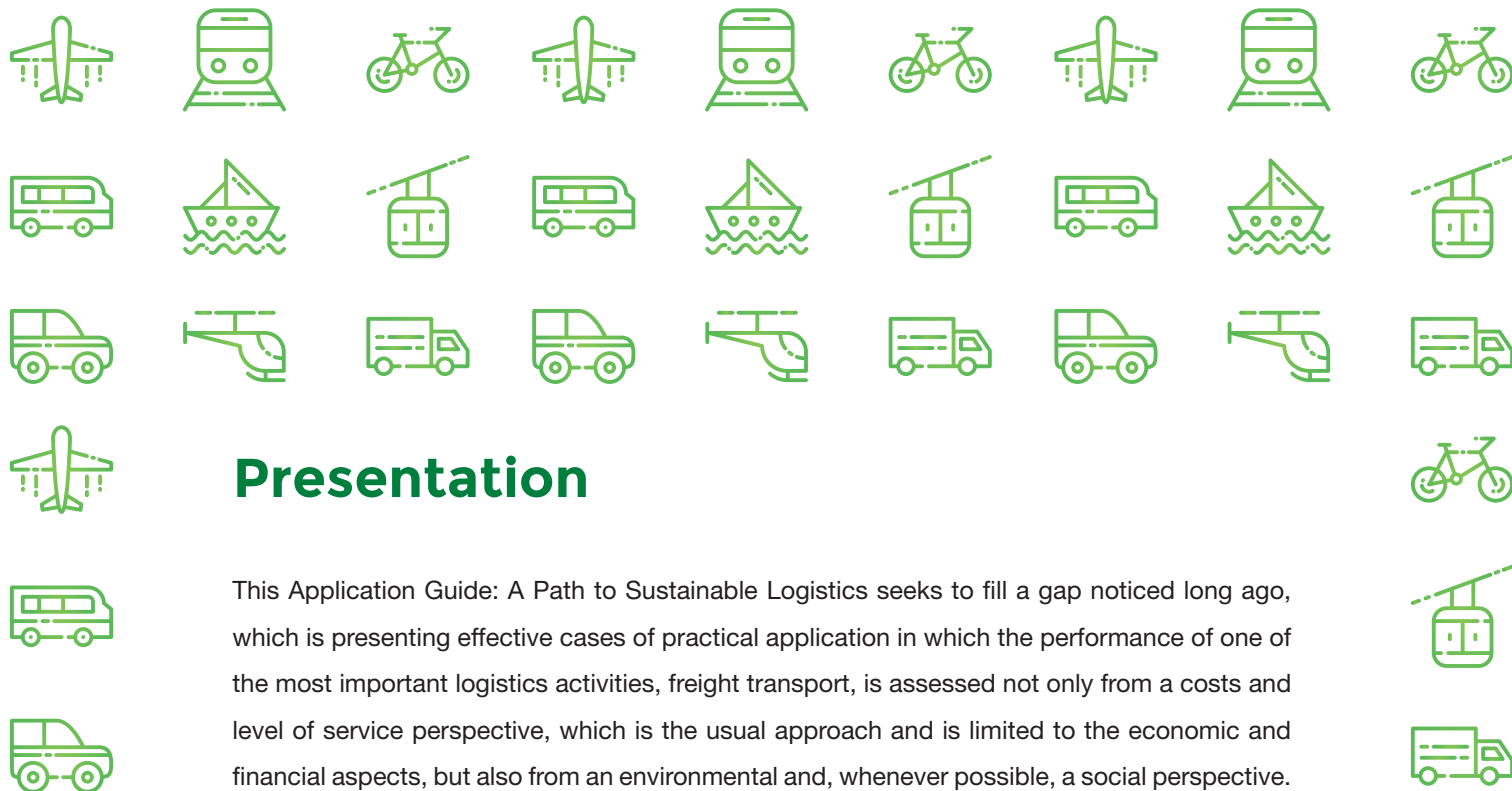 Presentation
This Application Guide: A Path to Sustainable Logistics seeks to fill a gap noticed long ago,
which is presenting effective cases of practical application in which the performance of one of
the most important logistics activities, freight transport, is assessed not only from a costs and
level of service perspective, which is the usual approach and is limited to the economic and
financial aspects, but also from an environmental and, whenever possible, a social perspective.